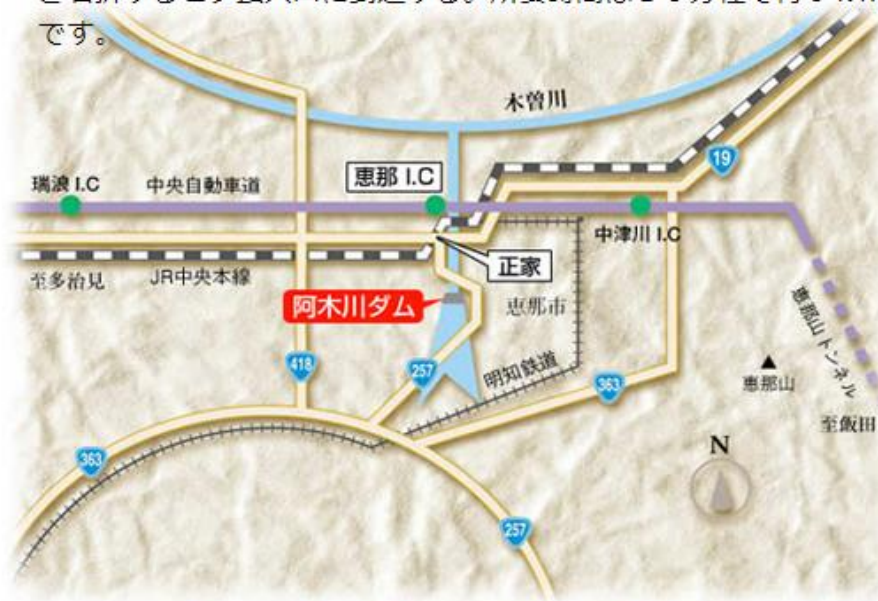 です。
木曽川
19
瑞浪 I.C
中央自動車道
恵那 I.C
中津川 I.C
正家
至多治見
JR中央本線
阿木川ダム
恵那市
恵那山トンネル
418
257
明知鉄道
363
恵那山
至飯田
N
363
257